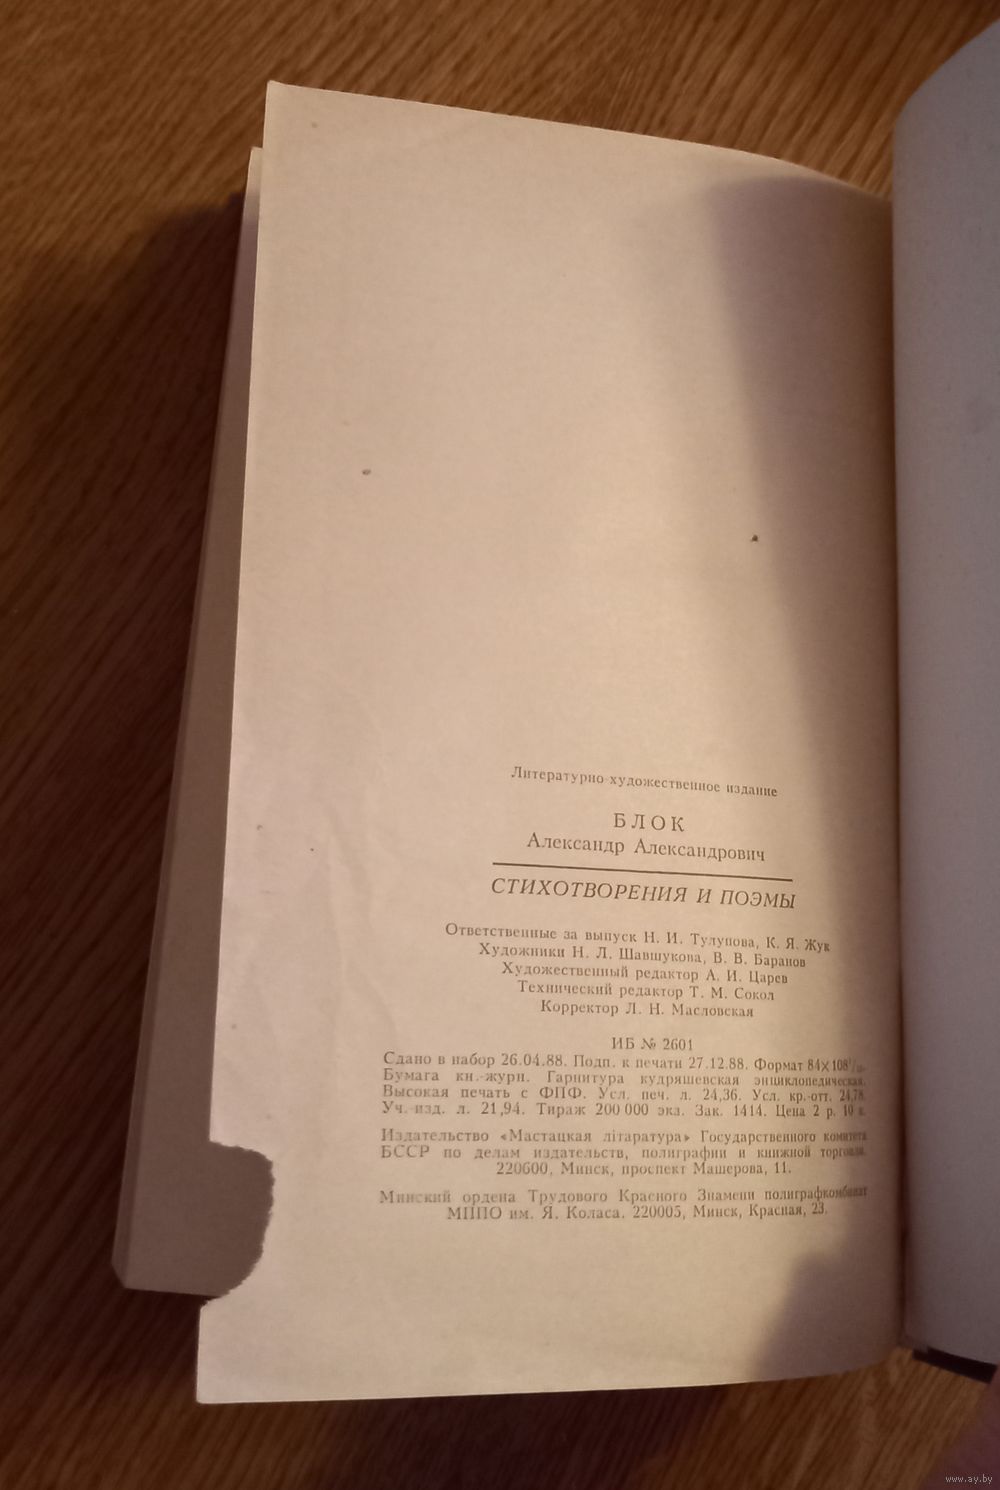 Литературно-художественное издание
БЛОК
Александр Александрович
СТИХОТВОРЕНИЯ И ПОЭМЫ
Ответственные за выпуск Н. И. Тулупова, К. Я. Жук
Художники Н. Л. Шавшукова, В. В. Баранов
Художественный редактор А. И. Царев
Технический редактор Т. М. Сокол
Корректор Л. Н. Масловская
ИБ № 2601
Сдано в набор 26.04.88. Подп. к печати 27.12.88. Формат 84×108
Бумага кн.-журн. Гарнитура кудряшевская энциклопедическая.
Высокая печать с ФПФ. Усл. печ. л. 24,36. Усл. кр.-отт. 24,78.
Уч.-изд. л. 21,94. Тираж 200 000 экз. Зак. 1414. Цена 2 р. 10 к.
Издательство «Мастацкая літаратура» Государственного комитета
БССР по делам издательств, полиграфии и книжной торговли.
220600, Минск, проспект Машерова, 11.
Минский ордена Трудового Красного Знамени полиграфкомбинат
МППО им. Я. Коласа. 220005, Минск, Красная, 23.
www.ay.by